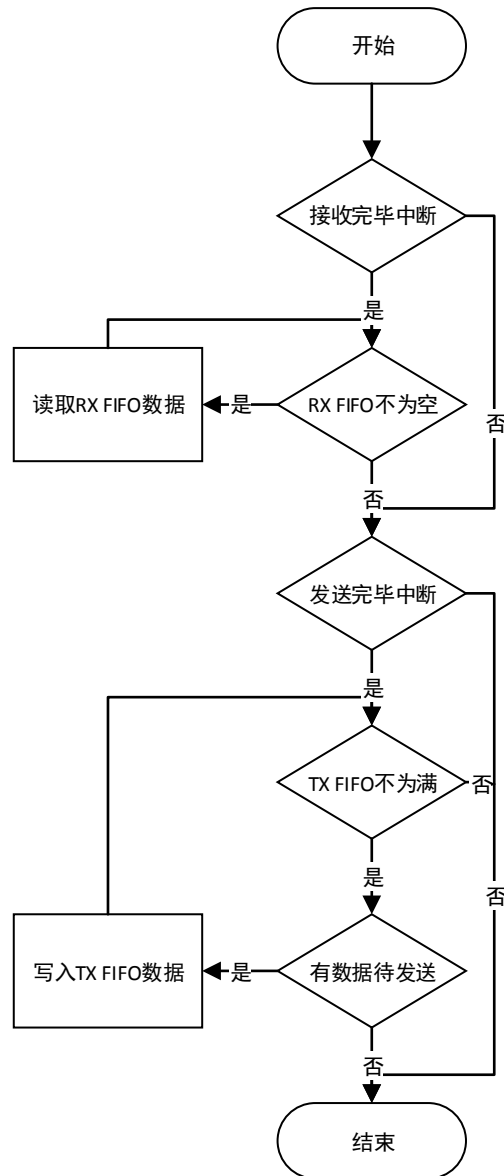 开始
接收完毕中断
是
读取RX FIFO数据
是
RX FIFO不为空
否
否
发送完毕中断
是
TX FIFO不为满
否
是
否
写入TX FIFO数据
是
有数据待发送
否
结束